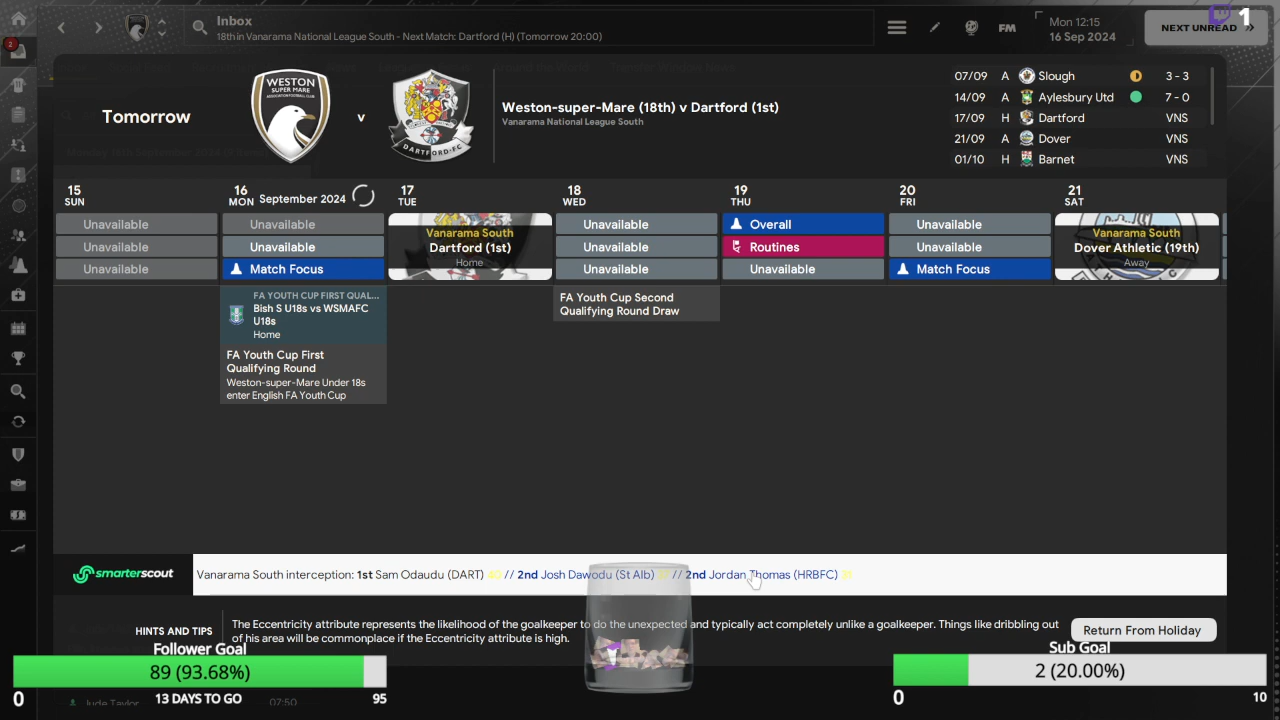 Inbox
18th in Vanarama National League South - Next Match: Dartford (H) (Tomorrow 20:00)
FM
Mon 12:15
16 Sep 2024
NEXT UNREAD
1
2
Tomorrow
WESTON
SUPER MARE
v
DARTFORD FC
Weston-super-Mare (18th) v Dartford (1st)
Vanarama National League South
07/09 A Slough 3 - 3
14/09 A Aylesbury Utd 7 - 0
17/09 H Dartford VNS
21/09 A Dover VNS
01/10 H Barnet VNS
15 SUN
16 MON September 2024
17 TUE
18 WED
19 THU
20 FRI
21 SAT
Unavailable Unavailable Vanarama South Unavailable Overall Unavailable Vanarama South
Unavailable Unavailable Dartford (1st) Unavailable Routines Unavailable Dover Athletic (19th)
Unavailable Match Focus Home Unavailable Unavailable Match Focus Away
FA YOUTH CUP FIRST QUAL...
Bish S U18s vs WSMAFC
U18s
Home
FA Youth Cup First
Qualifying Round
Weston-super-Mare Under 18s
enter English FA Youth Cup
FA Youth Cup Second
Qualifying Round Draw
smarterscout
Vanarama South interception: 1st Sam Odaudu (DART) // 2nd Josh Dawodu (St Alb) // 2nd Jordan Thomas (HRBFC)
HINTS AND TIPS
The Eccentricity attribute represents the likelihood of the goalkeeper to do the unexpected and typically act completely unlike a goalkeeper. Things like dribbling out
of his area will be commonplace if the Eccentricity attribute is high.
Return From Holiday
Follower Goal
89 (93.68%)
0 13 DAYS TO GO 95
Sub Goal
2 (20.00%)
0 10
Jude Taylor 07:50